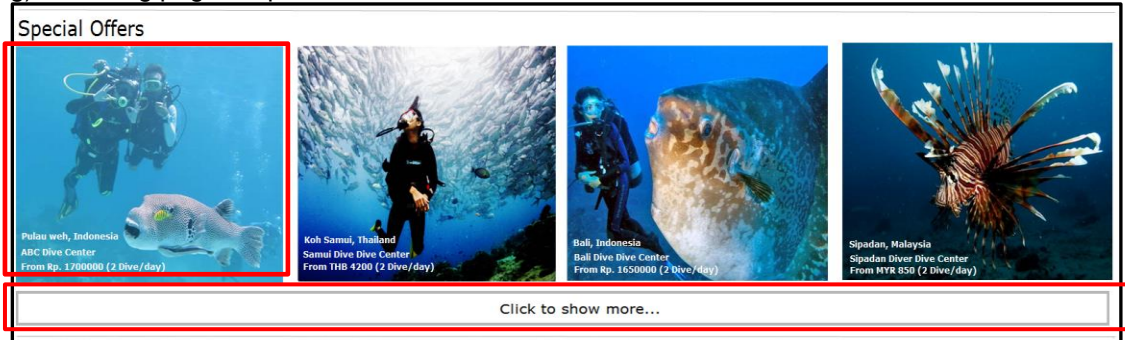 Special Offers
Pulau weh, Indonesia
ABC Dive Center
From Rp. 1700000 (2 Dive/day)
Koh Samui, Thailand
Samui Dive Dive Center
From THB 4200 (2 Dive/day)
Bali, Indonesia
Bali Dive Dive Center
From Rp. 1650000 (2 Dive/day)
Sipadan, Malaysia
Sipadan Diver Dive Center
From MYR 850 (2 Dive/day)
Click to show more...